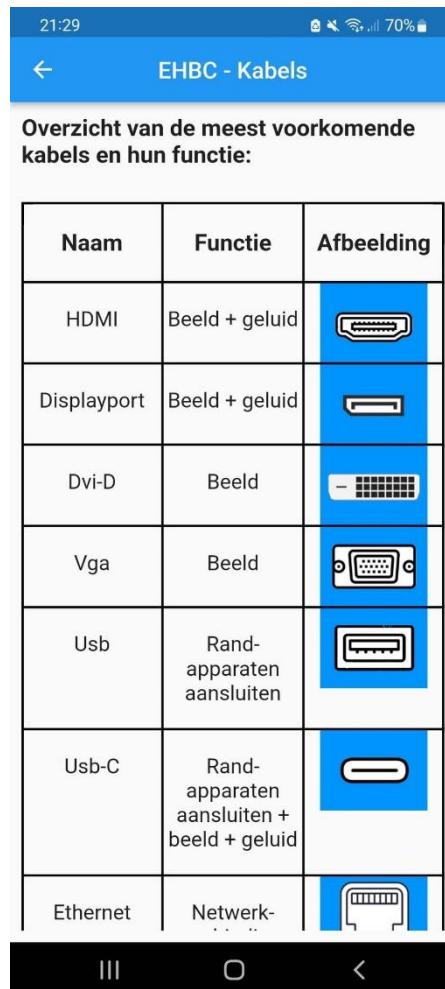 21:29
70%
EHBC - Kabels
Overzicht van de meest voorkomende
kabels en hun functie:
Naam Functie Afbeelding
HDMI Beeld + geluid
Displayport Beeld + geluid
Dvi-D Beeld
Vga Beeld
Usb Rand-
apparaten
aansluiten
Usb-C Rand-
apparaten
aansluiten +
beeld + geluid
Ethernet Netwerk-